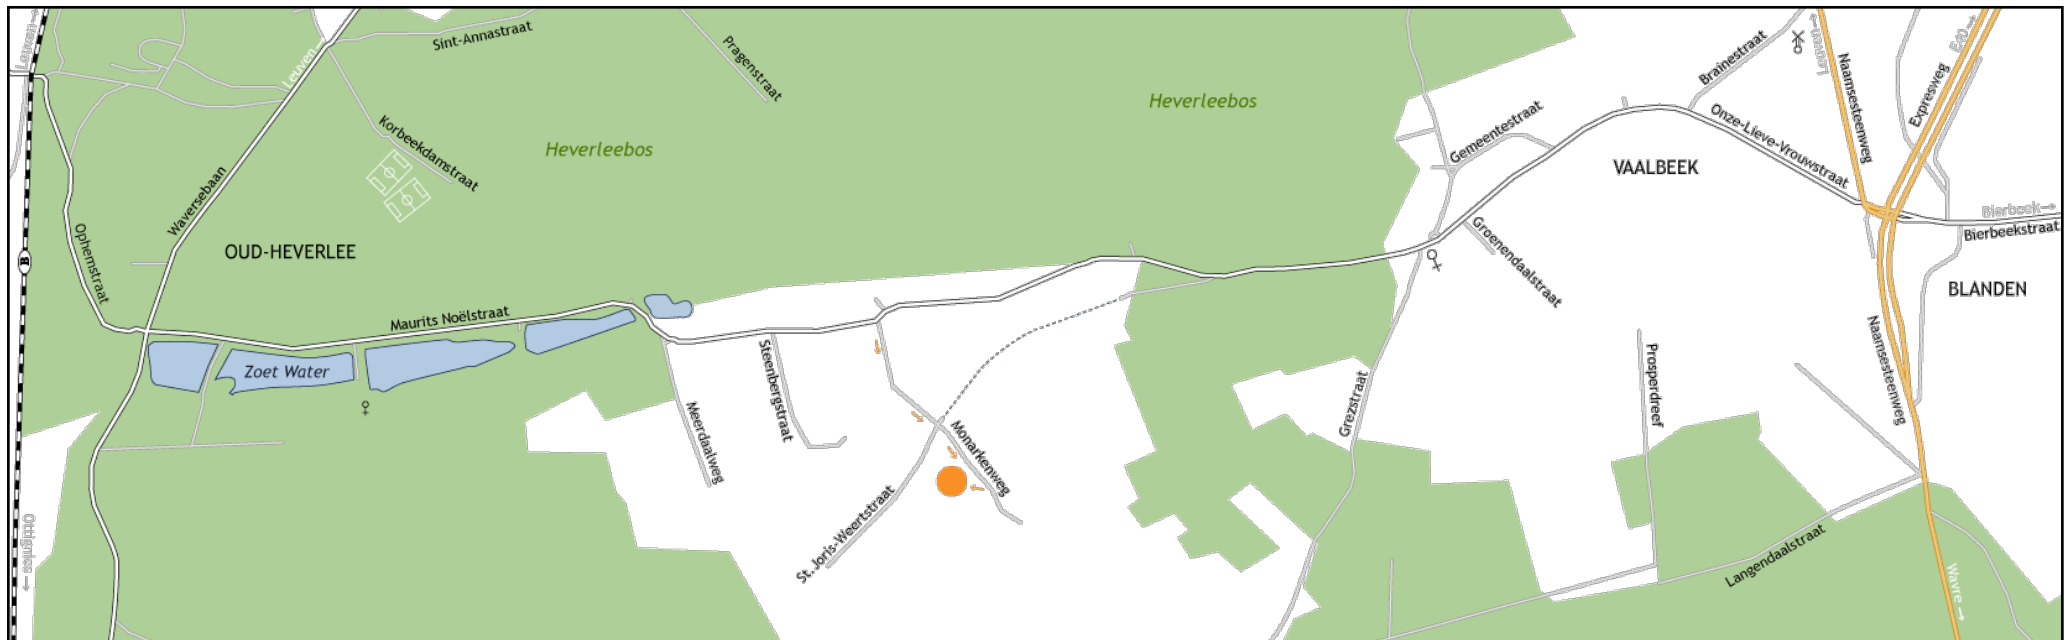 Leuven
Leuven
Sint-Annastraat
Pragenstraat
Heverleebos
Heverleebos
Korbeekdamstraat
Waversebaan
OUD-HEVERLEE
Ophemstraat
B
Maurits Noëlstraat
Zoet Water
Steenbergstraat
Meerdaalweg
Monarkenweg
St.Joris-Weertstraat
Ottignies
Gemeentestraat
Brainestraat
Leuven
Naamsesteenweg
Expresweg
E40
Onze-Lieve-Vrouwstraat
VAALBEEK
Groenendaalstraat
Bierbeek
Bierbeekstraat
BLANDEN
Naamsesteenweg
Grezstraat
Prosperdreef
Langendaalstraat
Wavre